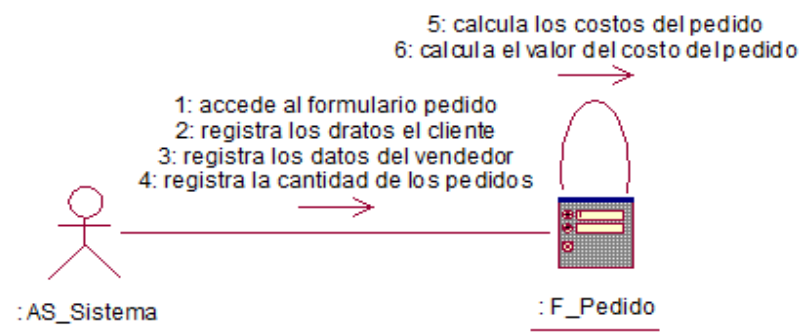 5: calcula los costos del pedido
6: calcula el valor del costo del pedido
1: accede al formulario pedido
2: registra los dratos el cliente
3: registra los datos del vendedor
4: registra la cantidad de los pedidos
: AS_Sistema
: F_Pedido